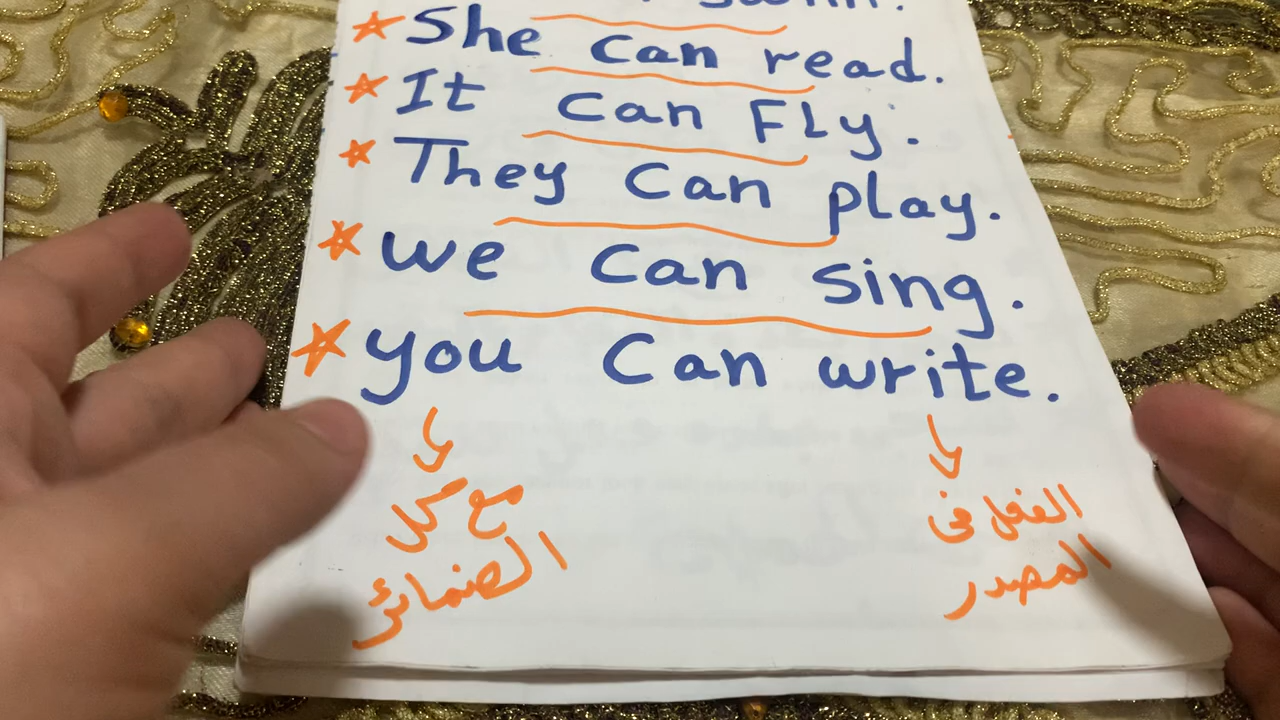 She can read.
It can FLy.
They Can play.
we Can sing.
you Can write.
مع كل
الضمائر
الفعل في
المصدر